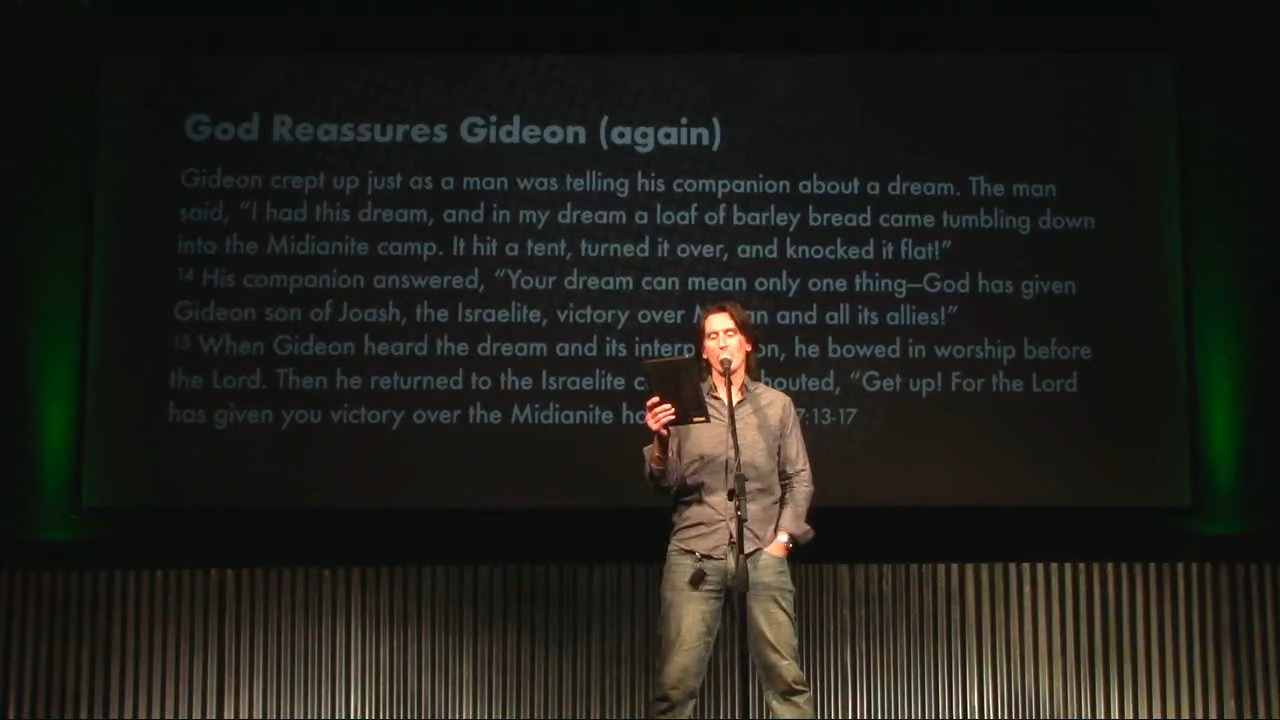 God Reassures Gideon (again)
Gideon crept up just as a man was telling his companion about a dream. The man
said, “I had this dream, and in my dream a loaf of barley bread came tumbling down
into the Midianite camp. It hit a tent, turned it over, and knocked it flat!”
14 His companion answered, “Your dream can mean only one thing—God has given
Gideon son of Joash, the Israelite, victory over and all its allies!”
15 When Gideon heard the dream and its he bowed in worship before
the Lord. Then he returned to the Israelite “Get up! For the Lord
has given you victory over the Midianite 7:13-17